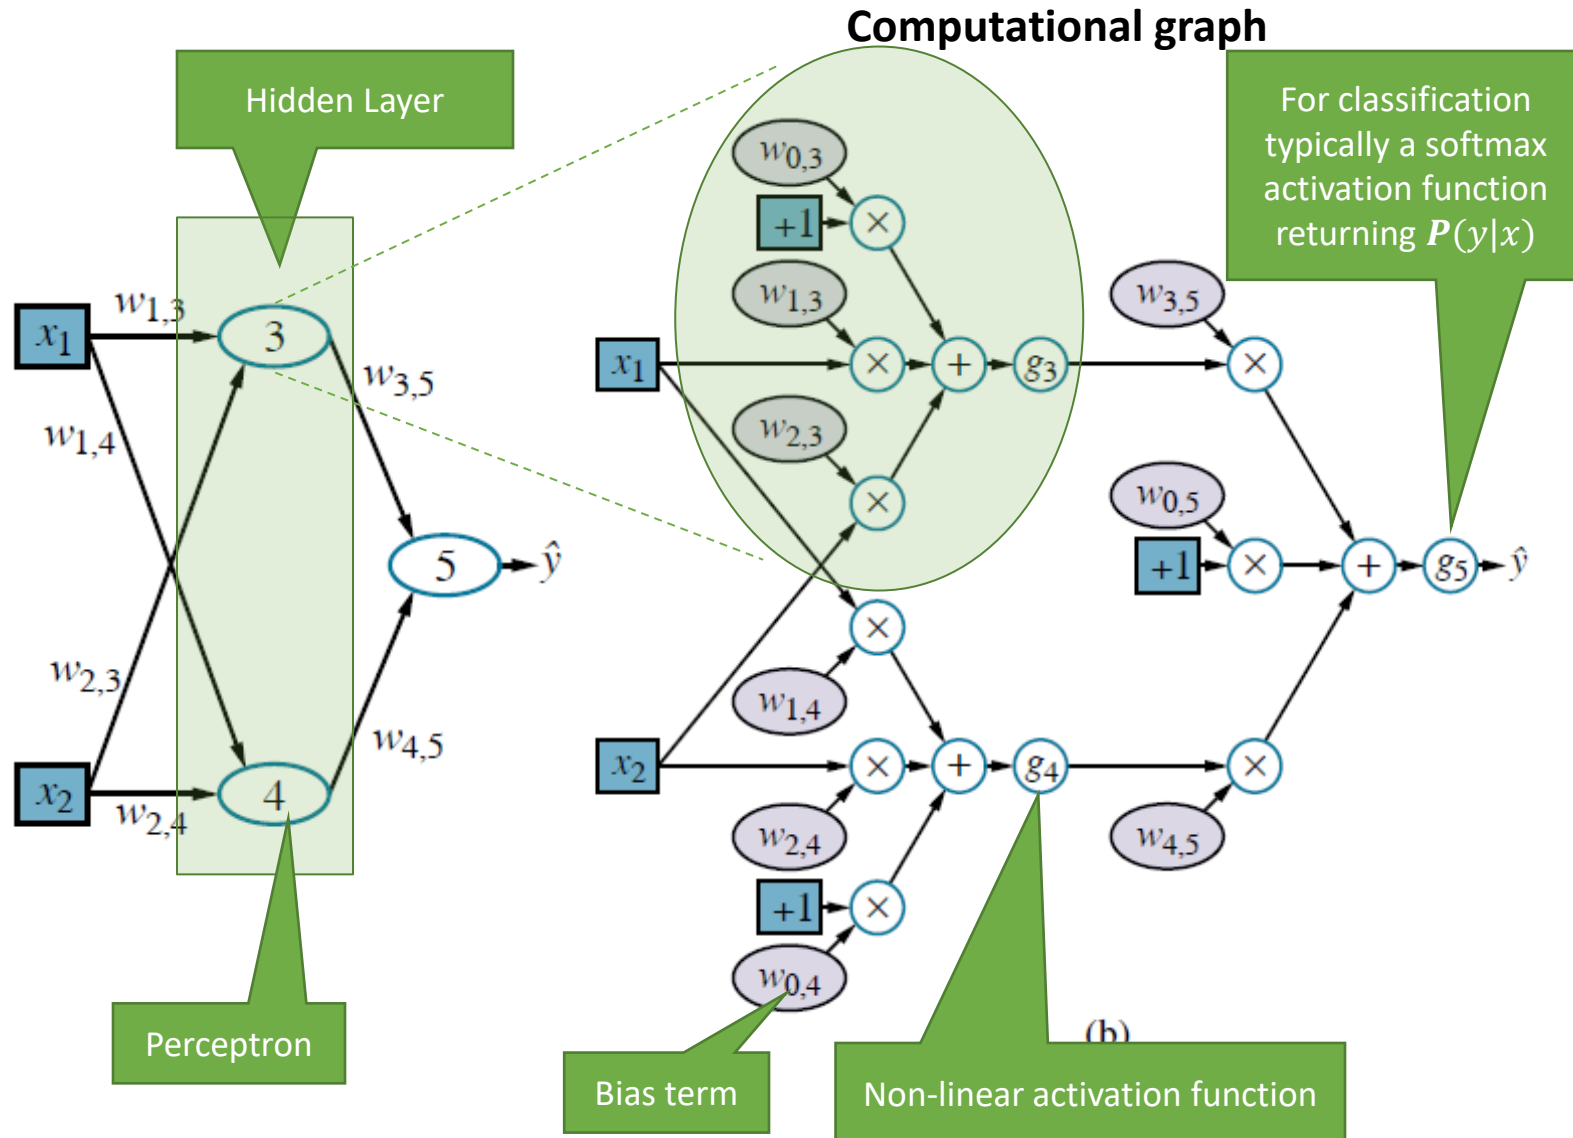 Computational graph
Hidden Layer
For classification
typically a softmax
activation function
returning P(y|x)
x1
w1,3
3
w3,5
w1,4
5
ŷ
w2,3
w4,5
x2
w2,4
4
Perceptron
w0,3
+1
×
w1,3
x1
×
+
g3
w2,3
×
w3,5
×
w0,5
+1
×
+
g5
ŷ
×
w1,4
x2
×
+
g4
×
w2,4
w4,5
+1
×
w0,4
Bias term
(b)
Non-linear activation function